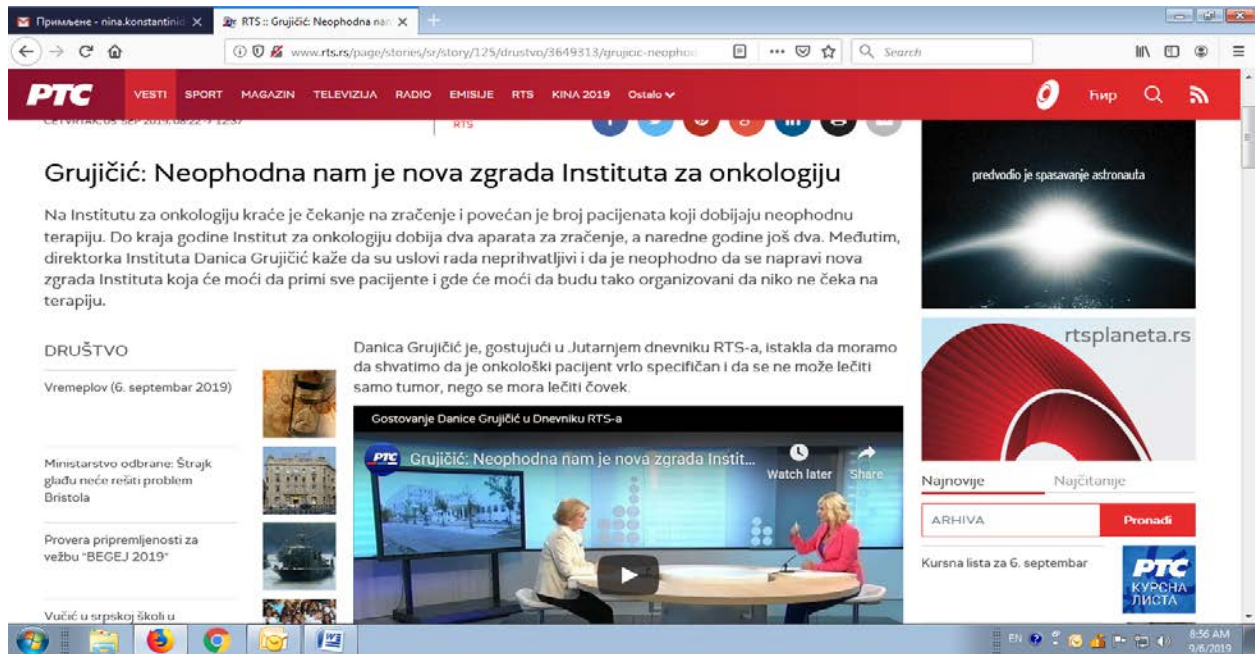 Примљене - nina.konstantinid
RTS :: Grujičić: Neophodna nam
www.rts.rs/page/stories/sr/story/125/drustvo/3649313/grujicic-neophod
Search
РТС
VESTI SPORT MAGAZIN TELEVIZIJA RADIO EMISIJE RTS KINA 2019 Ostalo
Ћир
ČETVRTAK, 05. SEP 2019, 08:22 -> 12:37
RTS
Grujičić: Neophodna nam je nova zgrada Instituta za onkologiju
Na Institutu za onkologiju kraće je čekanje na zračenje i povećan je broj pacijenata koji dobijaju neophodnu
terapiju. Do kraja godine Institut za onkologiju dobija dva aparata za zračenje, a naredne godine još dva. Međutim,
direktorka Instituta Danica Grujičić kaže da su uslovi rada neprihvatljivi i da je neophodno da se napravi nova
zgrada Instituta koja će moći da primi sve pacijente i gde će moći da budu tako organizovani da niko ne čeka na
terapiju.
DRUŠTVO
Vremeplov (6. septembar 2019)
Ministarstvo odbrane: Štrajk
glađu neće rešiti problem
Bristola
Provera pripremljenosti za
vežbu "BEGEJ 2019"
Vučić u srpskoj školi u
Danica Grujičić je, gostujući u Jutarnjem dnevniku RTS-a, istakla da moramo
da shvatimo da je onkološki pacijent vrlo specifičan i da se ne može lečiti
samo tumor, nego se mora lečiti čovek.
Gostovanje Danice Grujičić u Dnevniku RTS-a
РТС
Grujičić: Neophodna nam je nova zgrada Instit...
Watch later
Share
predvodio je spasavanje astronauta
rtsplaneta.rs
Najnovije Najčitanije
ARHIVA
Pronađi
Kursna lista za 6. septembar
РТС
КУРСНА
ЛИСТА
EN
8:56 AM
9/6/2019